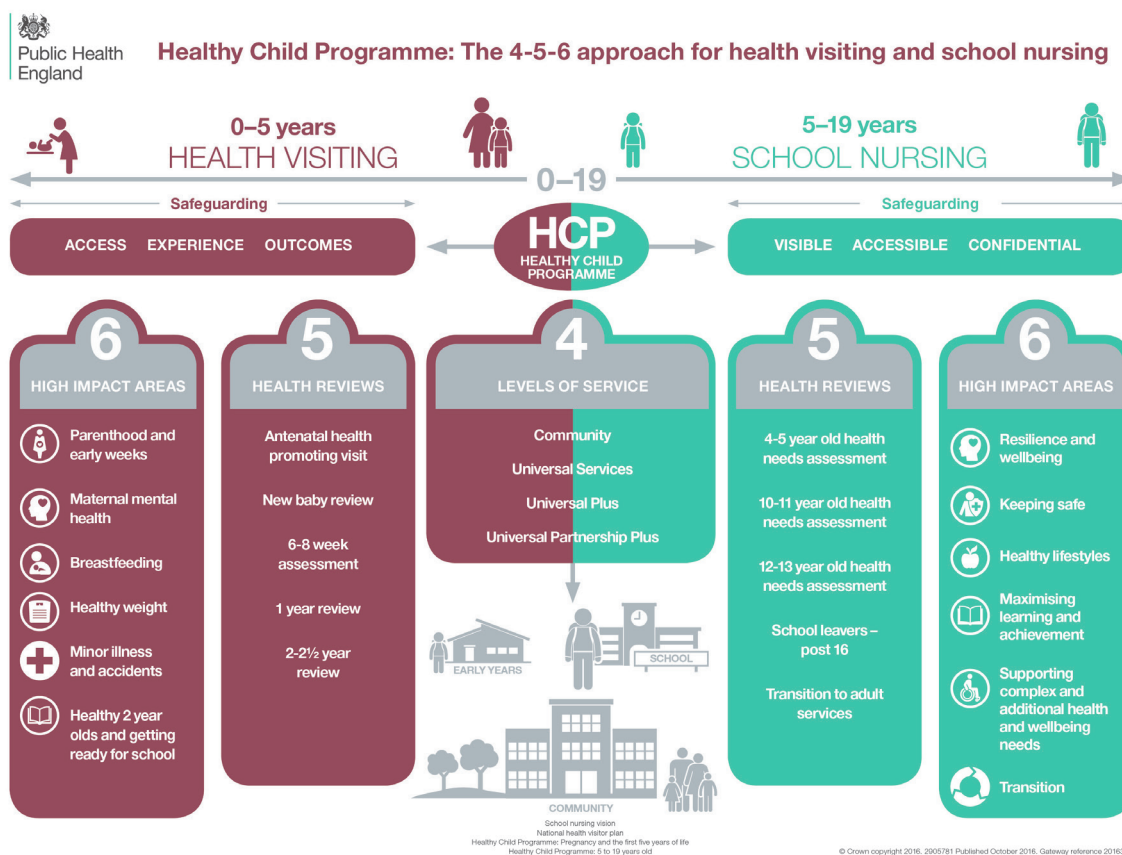 Public Health
England
Healthy Child Programme: The 4-5-6 approach for health visiting and school nursing
0–5 years
HEALTH VISITING
5–19 years
SCHOOL NURSING
0–19
Safeguarding
Safeguarding
ACCESS EXPERIENCE OUTCOMES
HCP
HEALTHY CHILD
PROGRAMME
VISIBLE ACCESSIBLE CONFIDENTIAL
6
HIGH IMPACT AREAS
Parenthood and
early weeks
Maternal mental
health
Breastfeeding
Healthy weight
Minor illness
and accidents
Healthy 2 year
olds and getting
ready for school
5
HEALTH REVIEWS
Antenatal health
promoting visit
New baby review
6-8 week
assessment
1 year review
2-2½ year
review
4
LEVELS OF SERVICE
Community
Universal Services
Universal Plus
Universal Partnership Plus
EARLY YEARS
SCHOOL
COMMUNITY
School nursing vision
National health visitor plan
Healthy Child Programme: Pregnancy and the first five years of life
Healthy Child Programme: 5 to 19 years old
5
HEALTH REVIEWS
4-5 year old health
needs assessment
10-11 year old health
needs assessment
12-13 year old health
needs assessment
School leavers –
post 16
Transition to adult
services
6
HIGH IMPACT AREAS
Resilience and
wellbeing
Keeping safe
Healthy lifestyles
Maximising
learning and
achievement
Supporting
complex and
additional health
and wellbeing
needs
Transition
© Crown copyright 2016. 2905781 Published October 2016. Gateway reference